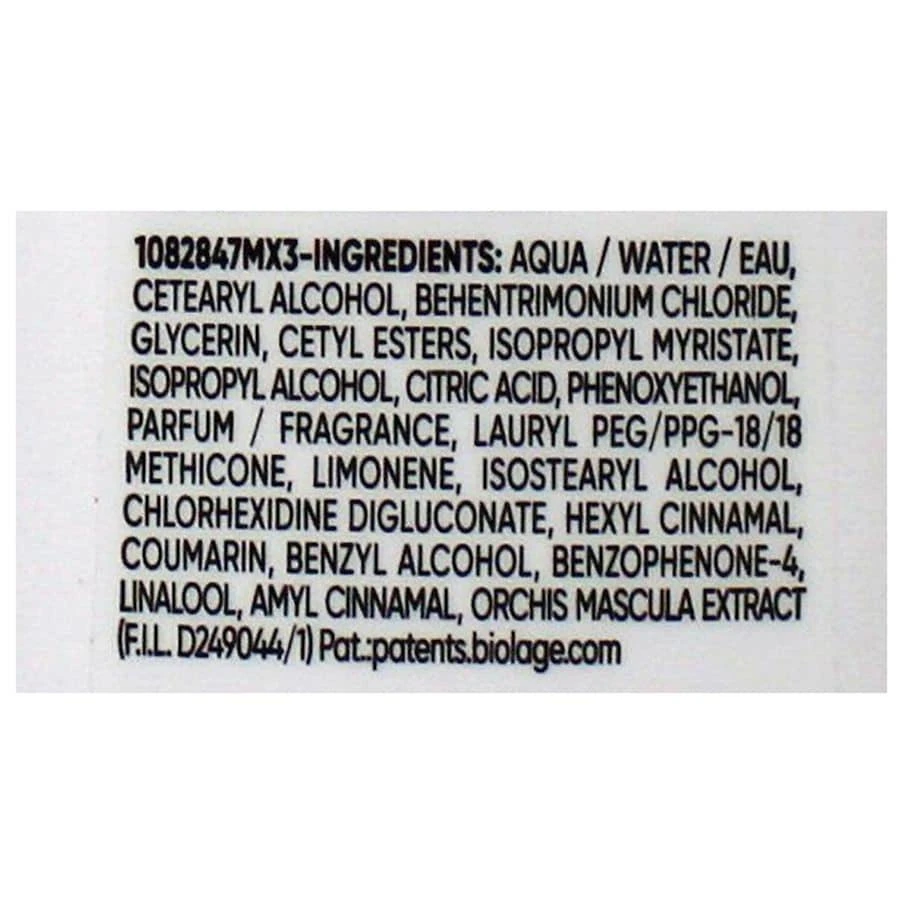 1082847MX3-INGREDIENTS: AQUA / WATER / EAU,
CETEARYL ALCOHOL, BEHENTRIMONIUM CHLORIDE,
GLYCERIN, CETYL ESTERS, ISOPROPYL MYRISTATE,
ISOPROPYL ALCOHOL, CITRIC ACID, PHENOXYETHANOL,
PARFUM / FRAGRANCE, LAURYL PEG/PPG-18/18
METHICONE, LIMONENE, ISOSTEARYL ALCOHOL,
CHLORHEXIDINE DIGLUCONATE, HEXYL CINNAMAL,
COUMARIN, BENZYL ALCOHOL, BENZOPHENONE-4,
LINALOOL, AMYL CINNAMAL, ORCHIS MASCULA EXTRACT
(F.I.L. D249044/1) Pat.:patents.biolage.com